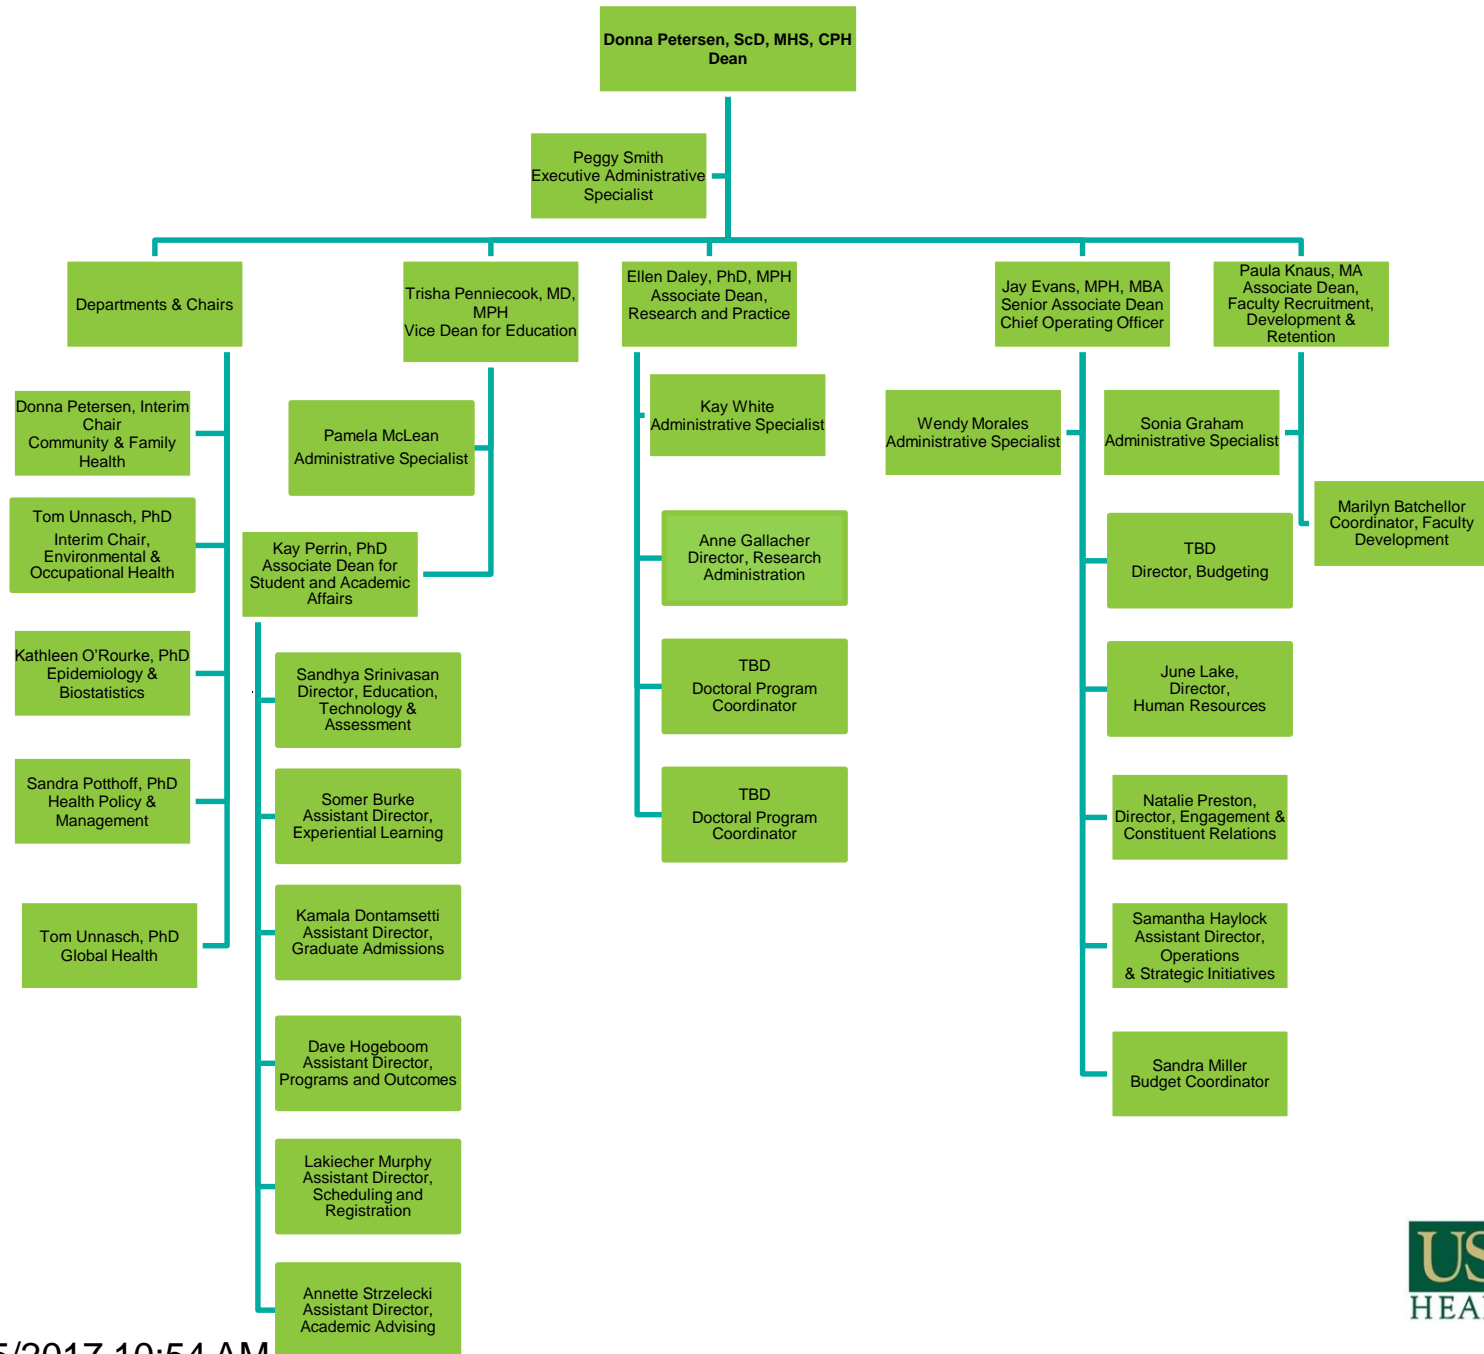 Donna Petersen, ScD, MHS, CPH
Dean
Peggy Smith
Executive Administrative
Specialist
Departments & Chairs
Trisha Penniecook, MD,
MPH
Vice Dean for Education
Ellen Daley, PhD, MPH
Associate Dean,
Research and Practice
Jay Evans, MPH, MBA
Senior Associate Dean
Chief Operating Officer
Paula Knaus, MA
Associate Dean,
Faculty Recruitment,
Development &
Retention
Donna Petersen, Interim
Chair
Community & Family
Health
Tom Unnasch, PhD
Interim Chair,
Environmental &
Occupational Health
Kathleen O’Rourke, PhD
Epidemiology &
Biostatistics
Sandra Potthoff, PhD
Health Policy &
Management
Tom Unnasch, PhD
Global Health
Pamela McLean
Administrative Specialist
Kay Perrin, PhD
Associate Dean for
Student and Academic
Affairs
Sandhya Srinivasan
Director, Education,
Technology &
Assessment
Somer Burke
Assistant Director,
Experiential Learning
Kamala Dontamsetti
Assistant Director,
Graduate Admissions
Dave Hogeboom
Assistant Director,
Programs and Outcomes
Lakiecher Murphy
Assistant Director,
Scheduling and
Registration
Annette Strzelecki
Assistant Director,
Academic Advising
Kay White
Administrative Specialist
Anne Gallacher
Director, Research
Administration
TBD
Doctoral Program
Coordinator
TBD
Doctoral Program
Coordinator
Wendy Morales
Administrative Specialist
TBD
Director, Budgeting
June Lake,
Director,
Human Resources
Natalie Preston,
Director, Engagement &
Constituent Relations
Samantha Haylock
Assistant Director,
Operations
& Strategic Initiatives
Sandra Miller
Budget Coordinator
Sonia Graham
Administrative Specialist
Marilyn Batchellor
Coordinator, Faculty
Development
5/2017 10:54 AM